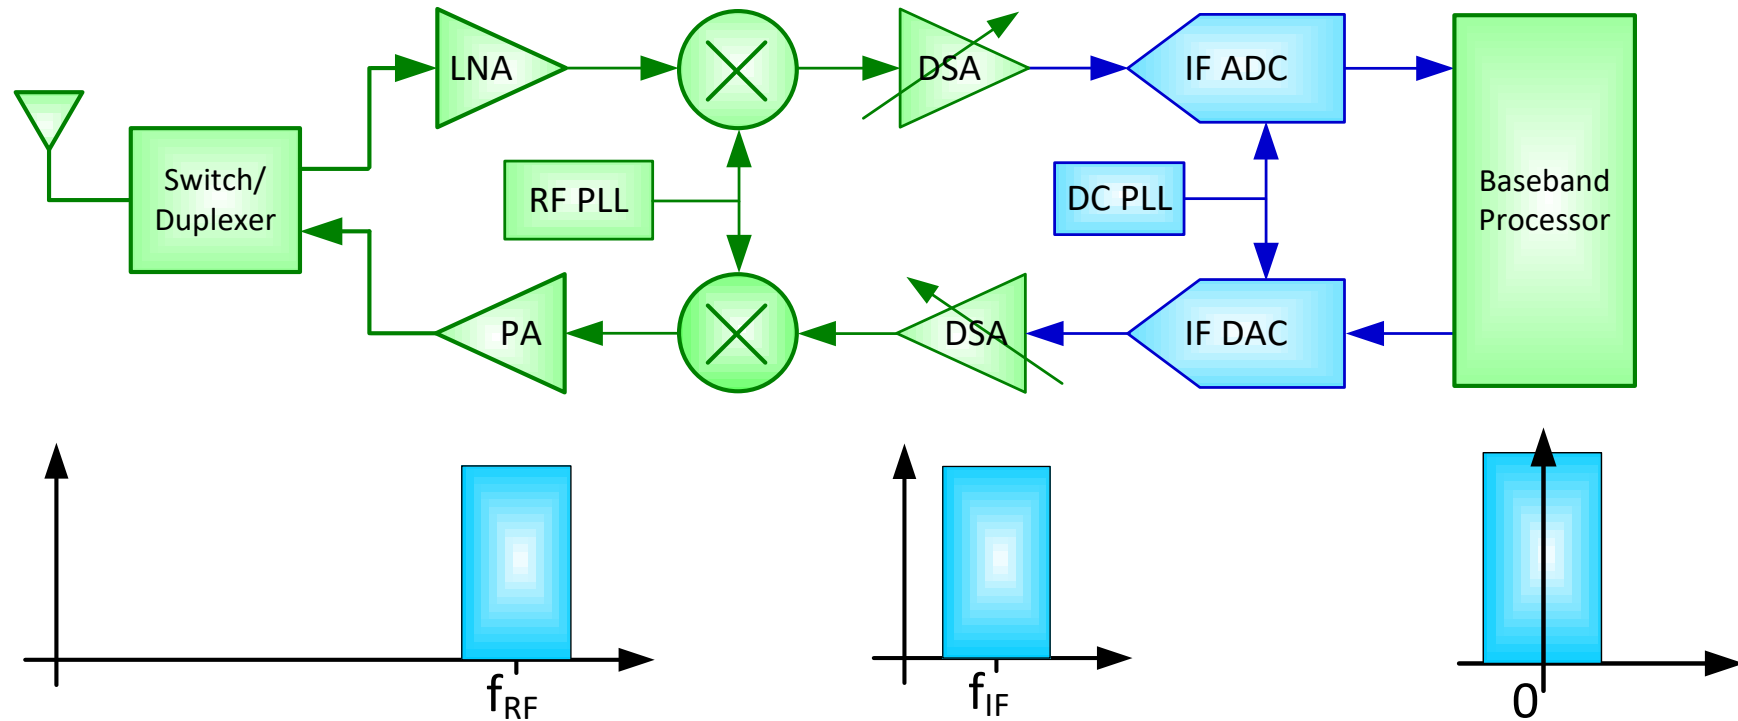 LNA
DSA
IF ADC
Switch/
Duplexer
RF PLL
DC PLL
Baseband
Processor
PA
DSA
IF DAC
fRF
fIF
0